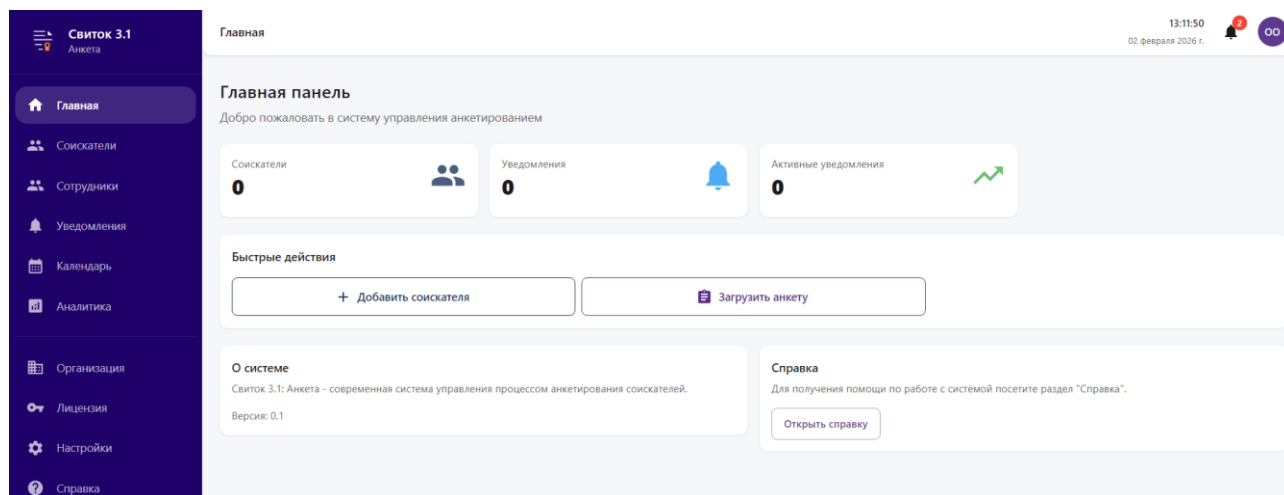 Свиток 3.1
Анкета
Главная
Соискатели
Сотрудники
Уведомления
Календарь
Аналитика
Организация
Лицензия
Настройки
Справка
Главная
13:11:50
02 февраля 2026 г.
2
ОО
Главная панель
Добро пожаловать в систему управления анкетированием
Соискатели
0
Уведомления
0
Активные уведомления
0
Быстрые действия
+ Добавить соискателя
Загрузить анкету
О системе
Свиток 3.1: Анкета - современная система управления процессом анкетирования соискателей.
Версия: 0.1
Справка
Для получения помощи по работе с системой посетите раздел "Справка".
Открыть справку